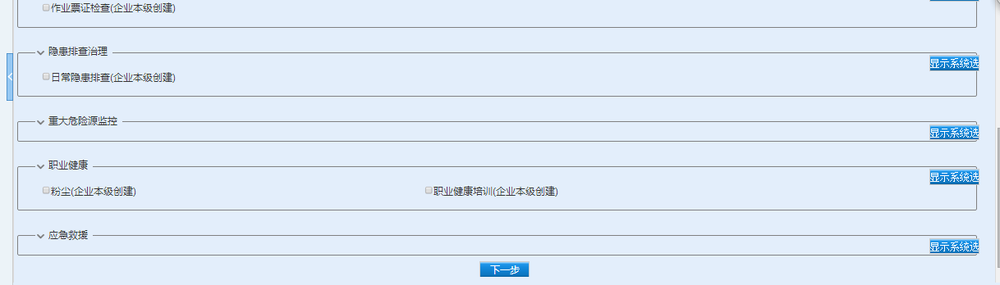 作业票证检查(企业本级创建)
隐患排查治理
显示系统选
日常隐患排查(企业本级创建)
重大危险源监控
显示系统选
职业健康
显示系统选
粉尘(企业本级创建) 职业健康培训(企业本级创建)
应急救援
显示系统选
下一步